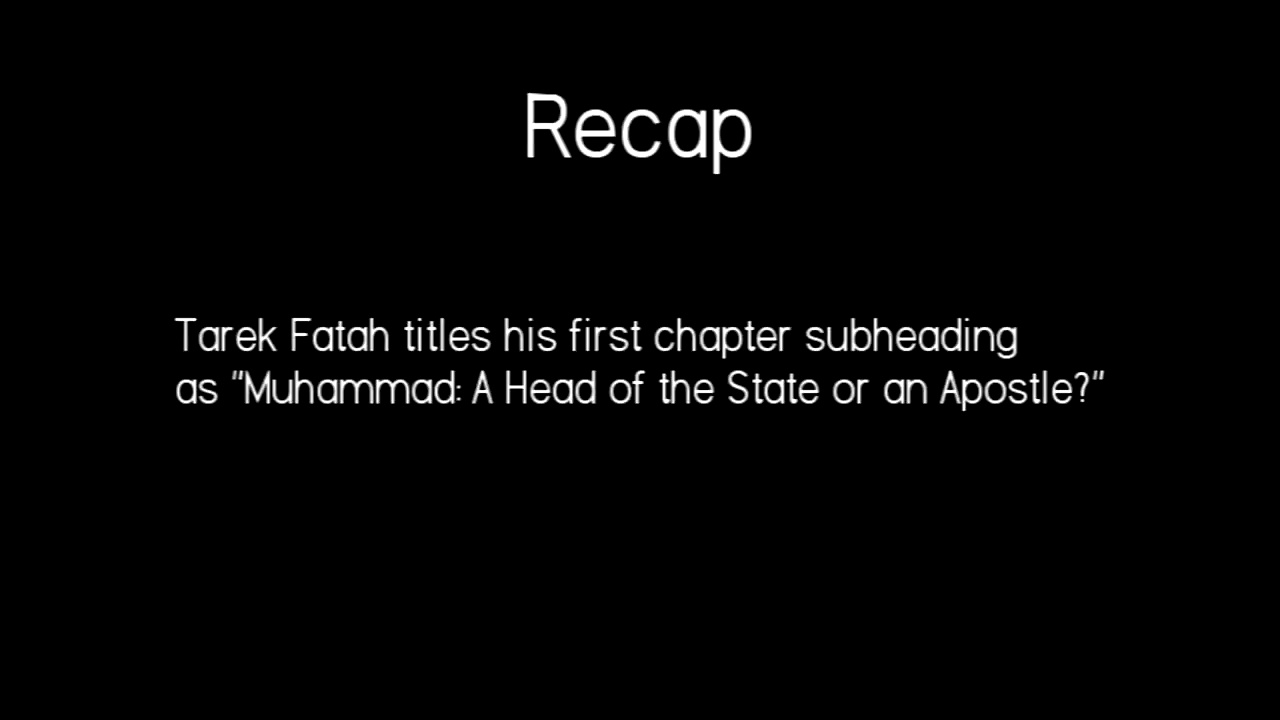 Recap
Tarek Fatah titles his first chapter subheading
as "Muhammad: A Head of the State or an Apostle?"